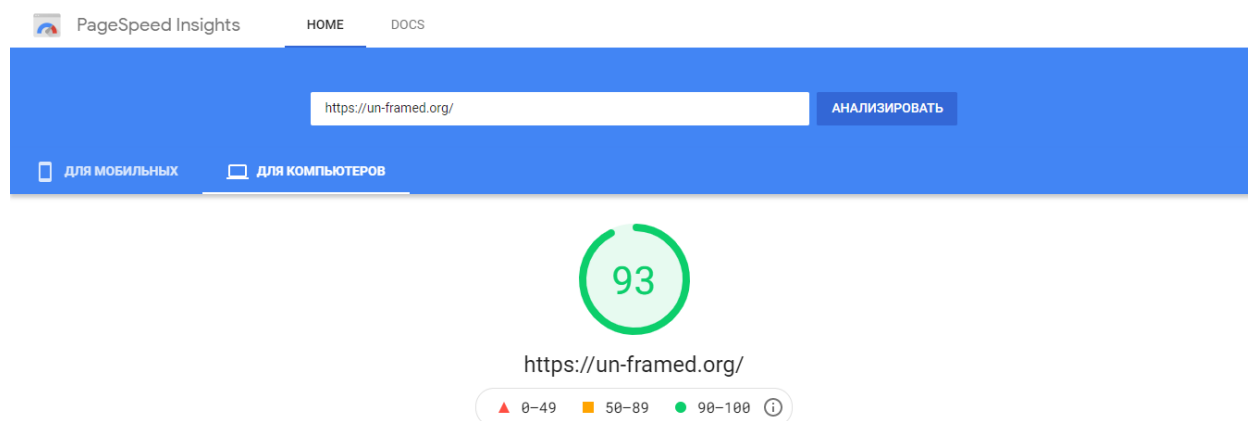 PageSpeed Insights HOME DOCS
https://un-framed.org/ АНАЛИЗИРОВАТЬ
ДЛЯ МОБИЛЬНЫХ ДЛЯ КОМПЬЮТЕРОВ
93
https://un-framed.org/
0–49 50–89 90–100